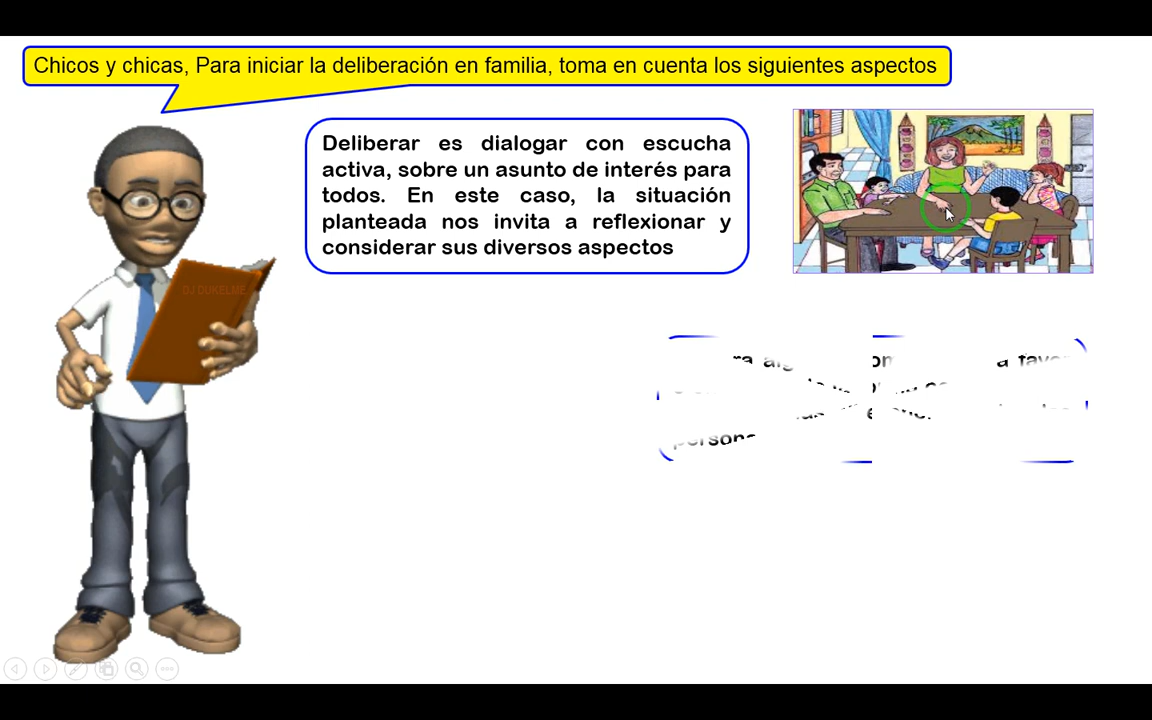 Chicos y chicas, Para iniciar la deliberación en familia, toma en cuenta los siguientes aspectos
Deliberar es dialogar con escucha
activa, sobre un asunto de interés para
todos. En este caso, la situación
planteada nos invita a reflexionar y
considerar sus diversos aspectos
DJ DUKELME